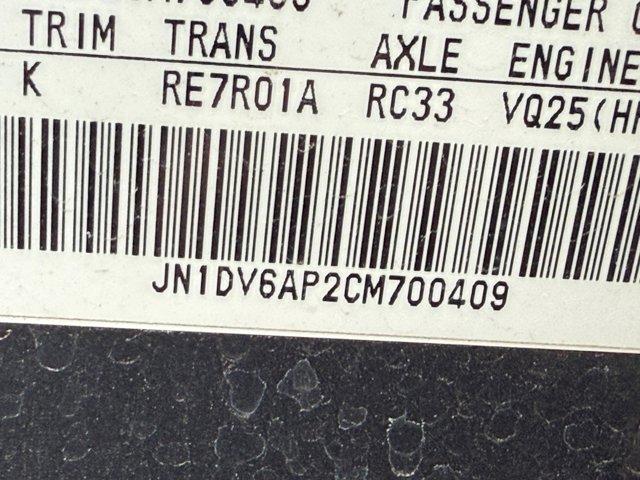 PASSENGER
TRIM TRANS AXLE ENGINE
K RE7R01A RC33 VQ25(H
JN1DV6AP2CM700409